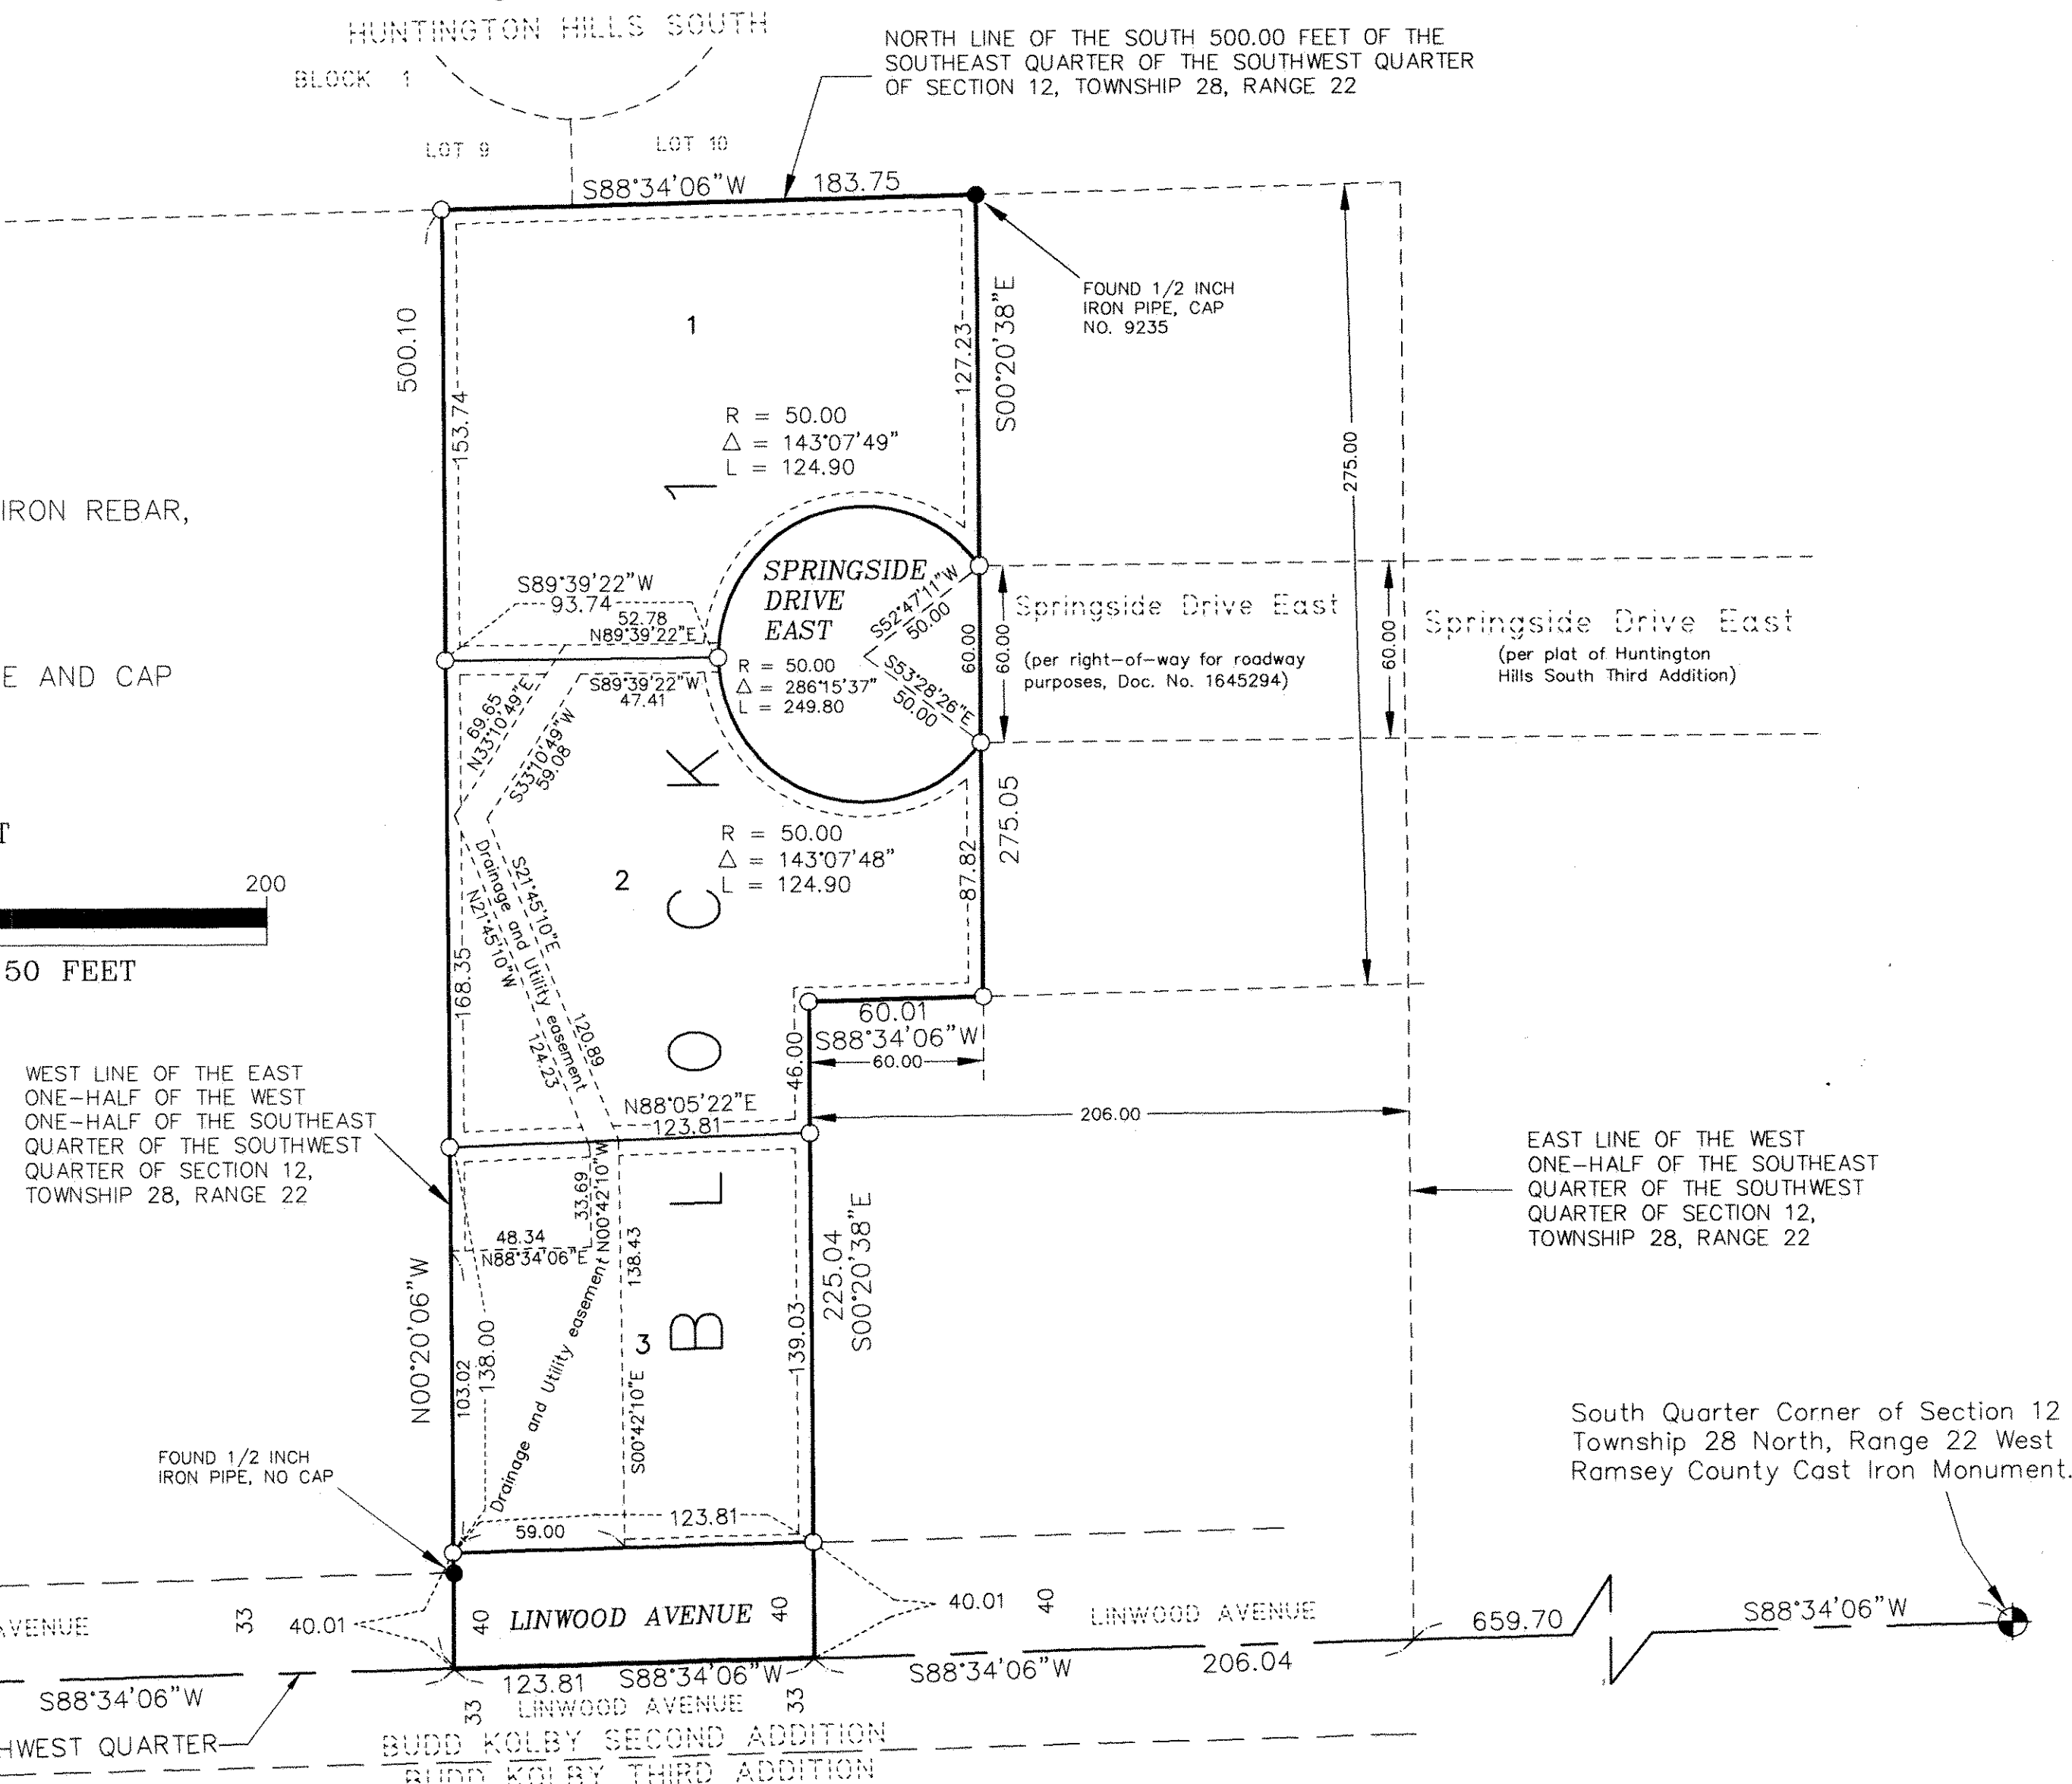 HUNTINGTON HILLS SOUTH
BLOCK 1
LOT 9
LOT 10
NORTH LINE OF THE SOUTH 500.00 FEET OF THE
SOUTHEAST QUARTER OF THE SOUTHWEST QUARTER
OF SECTION 12, TOWNSHIP 28, RANGE 22
S88°34'06"W 183.75
FOUND 1/2 INCH
IRON PIPE, CAP
NO. 9235
500.10
153.74
1
127.23
S00°20'38"E
275.00
R = 50.00
△ = 143°07'49"
L = 124.90
IRON REBAR,
E AND CAP
T
200
50 FEET
SPRINGSIDE
DRIVE
EAST
S89°39'22"W
93.74
52.78
N89°39'22"E
S52°47'11"W
50.00
S53°28'26"E
50.00
R = 50.00
△ = 286°15'37"
L = 249.80
60.00
60.00
Springside Drive East
(per right-of-way for roadway
purposes, Doc. No. 1645294)
60.00
Springside Drive East
(per plat of Huntington
Hills South Third Addition)
S89°39'22"W
47.41
69.65
N33°10'49"E
S33°10'49"W
59.08
R = 50.00
△ = 143°07'48"
L = 124.90
2
275.05
87.82
168.35
Drainage and Utility easement
S21°45'10"E
120.89
N21°45'10"W
124.23
60.01
S88°34'06"W
60.00
46.00
206.00
N88°05'22"E
123.81
BLOCK 1
WEST LINE OF THE EAST
ONE-HALF OF THE WEST
ONE-HALF OF THE SOUTHEAST
QUARTER OF THE SOUTHWEST
QUARTER OF SECTION 12,
TOWNSHIP 28, RANGE 22
EAST LINE OF THE WEST
ONE-HALF OF THE SOUTHEAST
QUARTER OF THE SOUTHWEST
QUARTER OF SECTION 12,
TOWNSHIP 28, RANGE 22
33.69
N00°42'10"W
48.34
N88°34'06"E
138.43
S00°42'10"E
Drainage and Utility easement
3
225.04
S00°20'38"E
139.03
N00°20'06"W
103.02
138.00
FOUND 1/2 INCH
IRON PIPE, NO CAP
59.00
123.81
South Quarter Corner of Section 12
Township 28 North, Range 22 West
Ramsey County Cast Iron Monument.
AVENUE
33
40.01
40
LINWOOD AVENUE
40
40.01
40
LINWOOD AVENUE
659.70
S88°34'06"W
S88°34'06"W
123.81
S88°34'06"W
S88°34'06"W
206.04
33
LINWOOD AVENUE
33
HWEST QUARTER
BUDD KOLBY SECOND ADDITION
BUDD KOLBY THIRD ADDITION